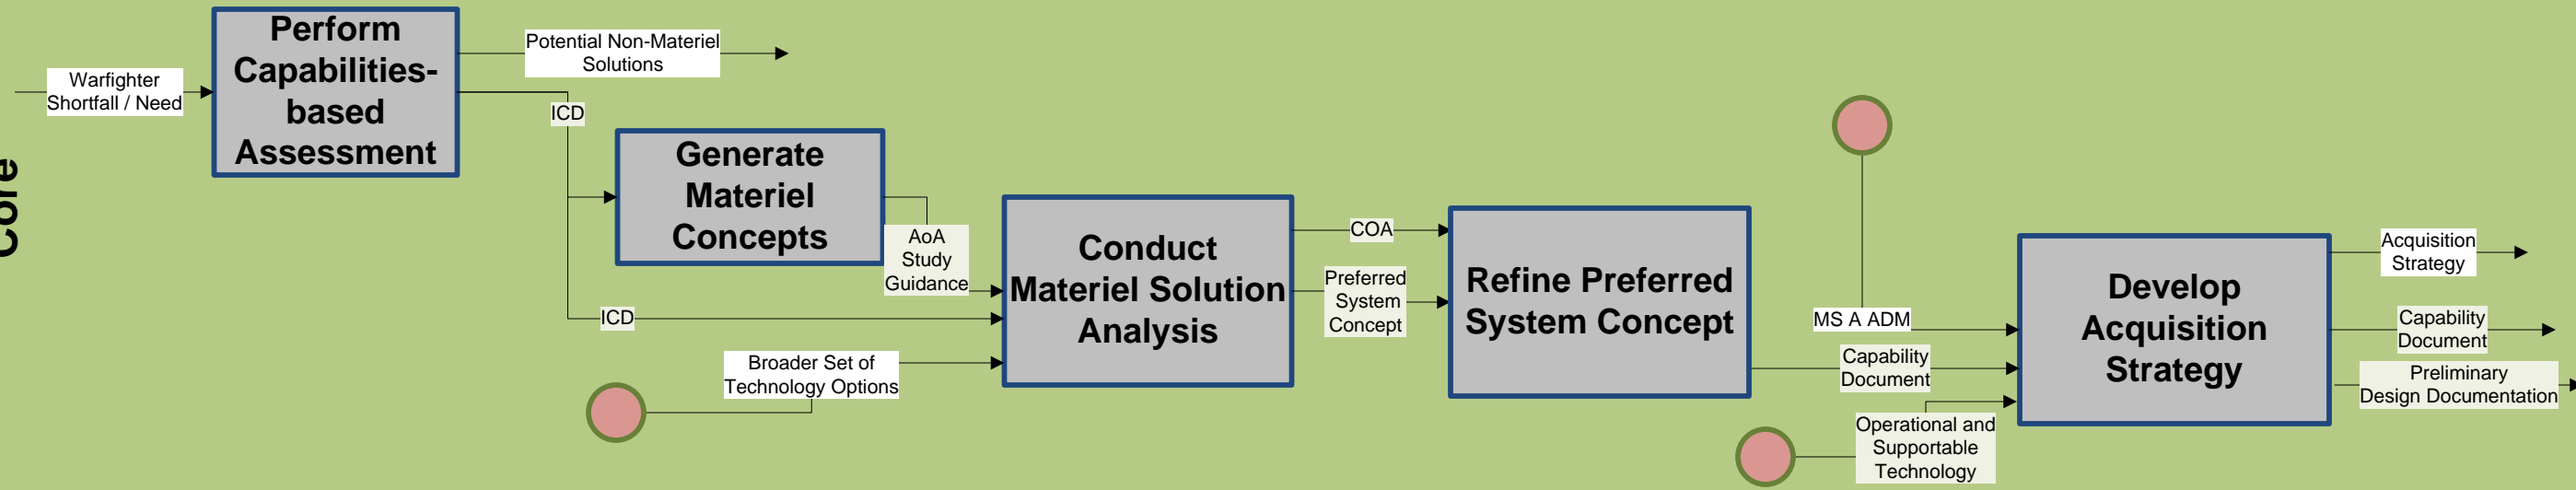 Core
Warfighter
Shortfall / Need
Perform
Capabilities-
based
Assessment
Potential Non-Materiel
Solutions
ICD
Generate
Materiel
Concepts
AoA
Study
Guidance
ICD
Broader Set of
Technology Options
Conduct
Materiel Solution
Analysis
COA
Preferred
System
Concept
Refine Preferred
System Concept
MS A ADM
Capability
Document
Operational and
Supportable
Technology
Develop
Acquisition
Strategy
Acquisition
Strategy
Capability
Document
Preliminary
Design Documentation